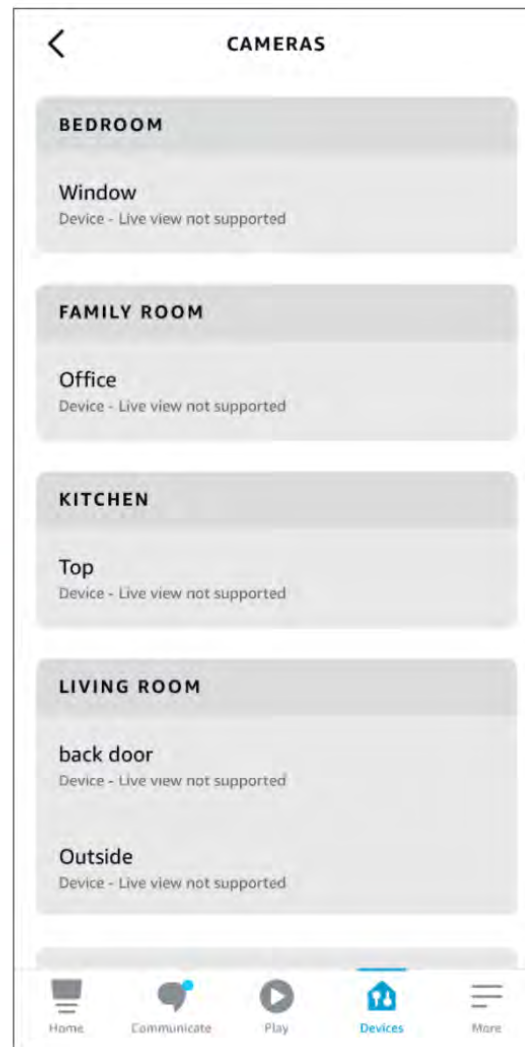 CAMERAS
BEDROOM
Window
Device - Live view not supported
FAMILY ROOM
Office
Device - Live view not supported
KITCHEN
Top
Device - Live view not supported
LIVING ROOM
back door
Device - Live view not supported
Outside
Device - Live view not supported
Home Communicate Play Devices More